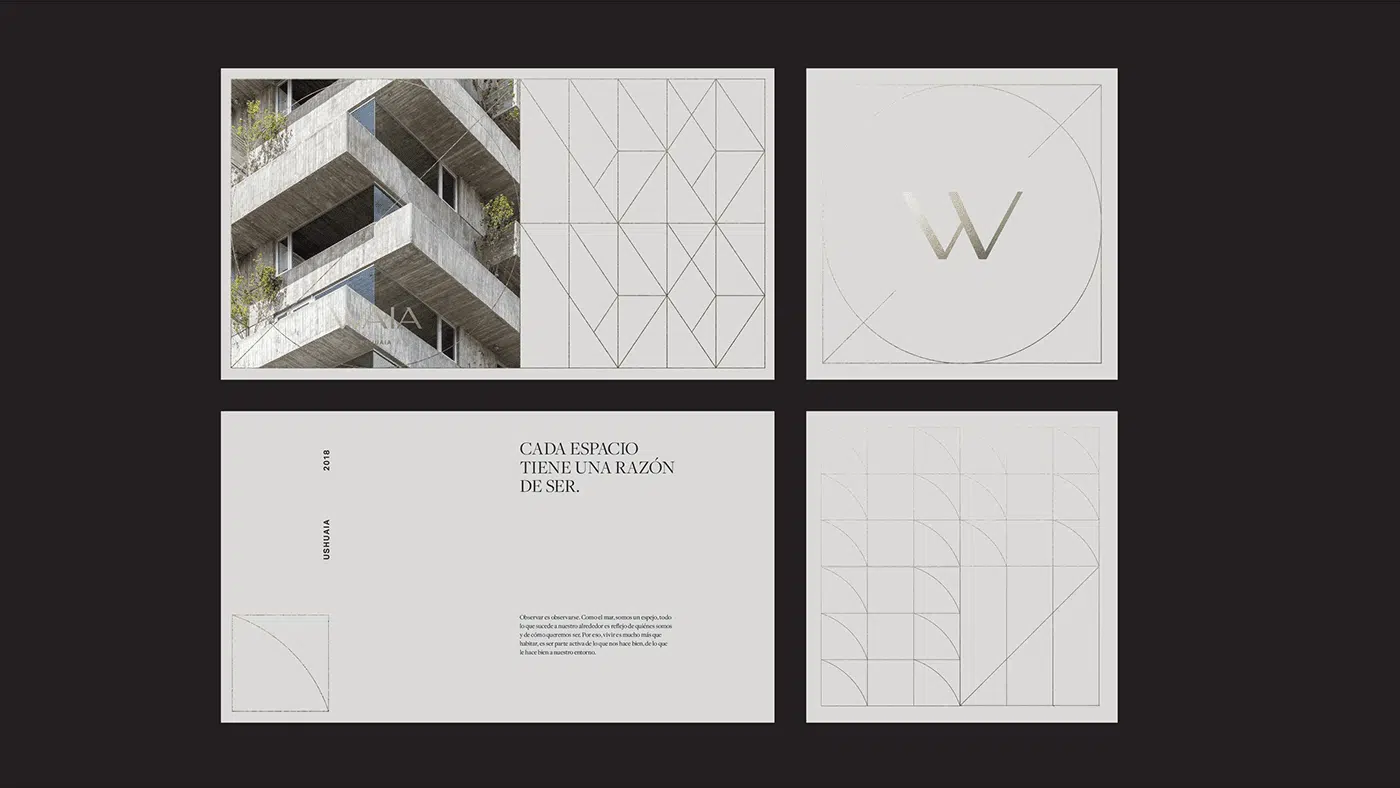 W
2018
USHUAIA
CADA ESPACIO
TIENE UNA RAZÓN
DE SER.
Observar es observarse. Como el mar, somos un espejo, todo
lo que sucede a nuestro alrededor es reflejo de quiénes somos
y de cómo queremos ser. Por eso, vivir es mucho más que
habitar, es ser parte activa de lo que nos hace bien, de lo que
le hace bien a nuestro entorno.